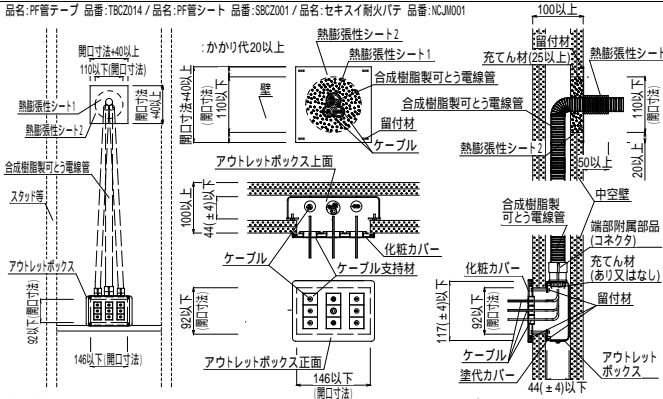 品名:PF管テープ 品番:TBCZ014 / 品名:PF管シート 品番:SBCZ001 / 品名:セキスイ耐火パテ 品番:NCJM001
開口寸法+40以上
110以下(開口寸法)
熱膨張性シート1
熱膨張性シート2
開口寸法
+40以上
合成樹脂製可とう電線管
スタッド等
アウトレットボックス
92以下
(開口寸法)
146以下(開口寸法)
:かかり代20以上
開口寸法+40以上
110以下
(開口寸法)
壁
熱膨張性シート2
熱膨張性シート1
合成樹脂製可とう電線管
合成樹脂製可とう電線管
留付材
ケーブル
アウトレットボックス上面
100以上
44(±4)以下
化粧カバー
ケーブル
ケーブル支持材
92以下
(開口寸法)
アウトレットボックス正面
146以下
(開口寸法)
100以上
留付材
充てん材(25以上)
熱膨張性シート1
110以下
(開口寸法)
熱膨張性シート2
50以上
20以上
中空壁
合成樹脂製
可とう電線管
端部附属部品
(コネクタ)
充てん材
(あり又はなし)
化粧カバー
留付材
117(±4)以下
92以下
(開口寸法)
ケーブル
塗代カバー
アウトレット
ボックス
44(±4)以下